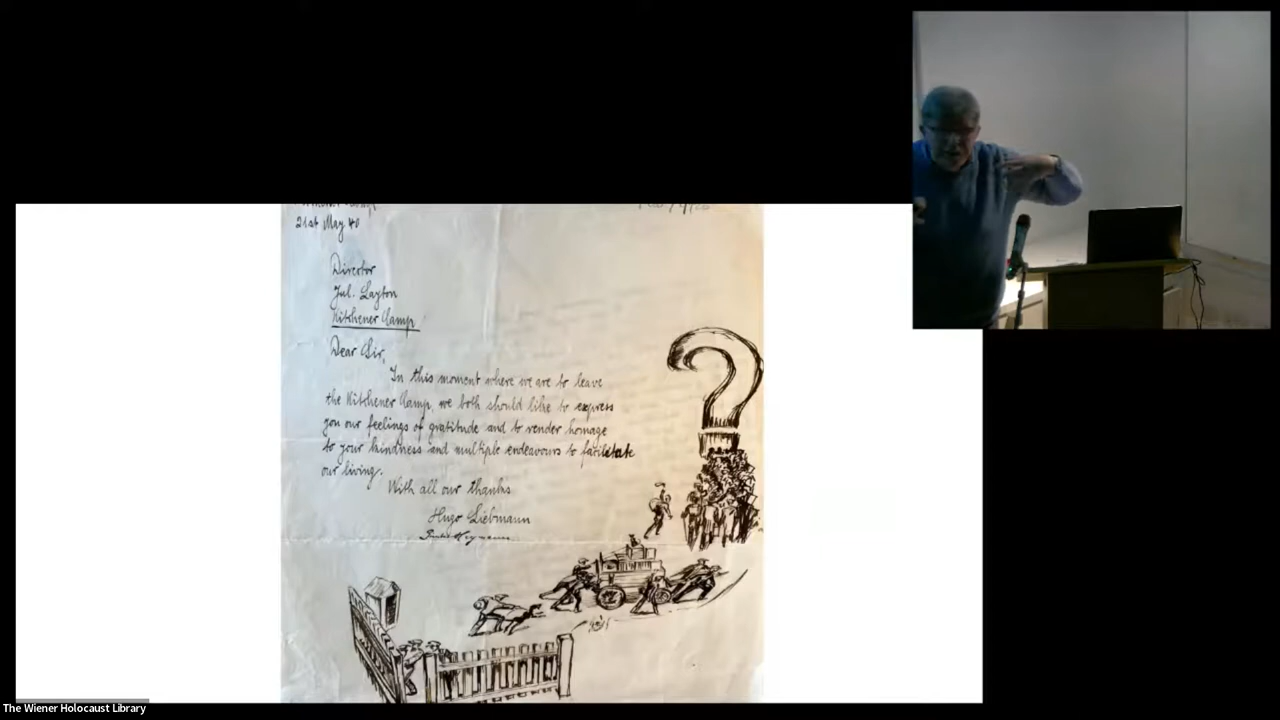 21st May 40
Director
Jul. Layton
Kitchener Camp
Dear Sir,
In this moment where we are to leave
the Kitchener Camp, we both should like to express
you our feelings of gratitude and to render homage
to your kindness and multiple endeavours to facilitate
our living.
With all our thanks
Hugo Liebmann
?
The Wiener Holocaust Library